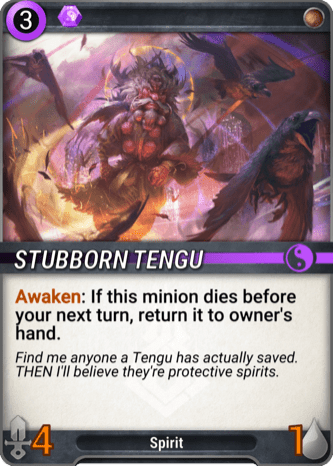 3
STUBBORN TENGU
Awaken: If this minion dies before
your next turn, return it to owner's
hand.
Find me anyone a Tengu has actually saved.
THEN I'll believe they're protective spirits.
4
Spirit
1